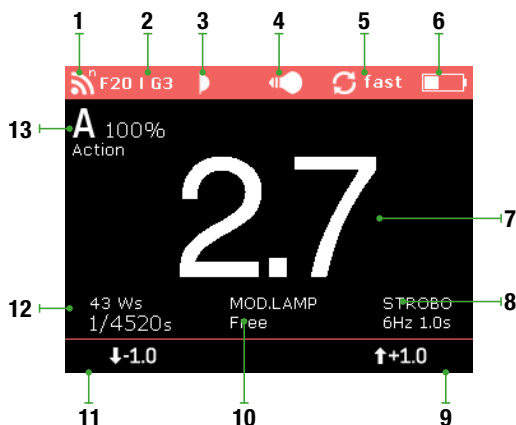 1 2 3 4 5 6
n F20 I G3 fast
13 A 100%
Action
2.7 7
43 Ws MOD.LAMP STROBO 8
12 1/4520s Free 6Hz 1.0s
-1.0 +1.0
11 10 9